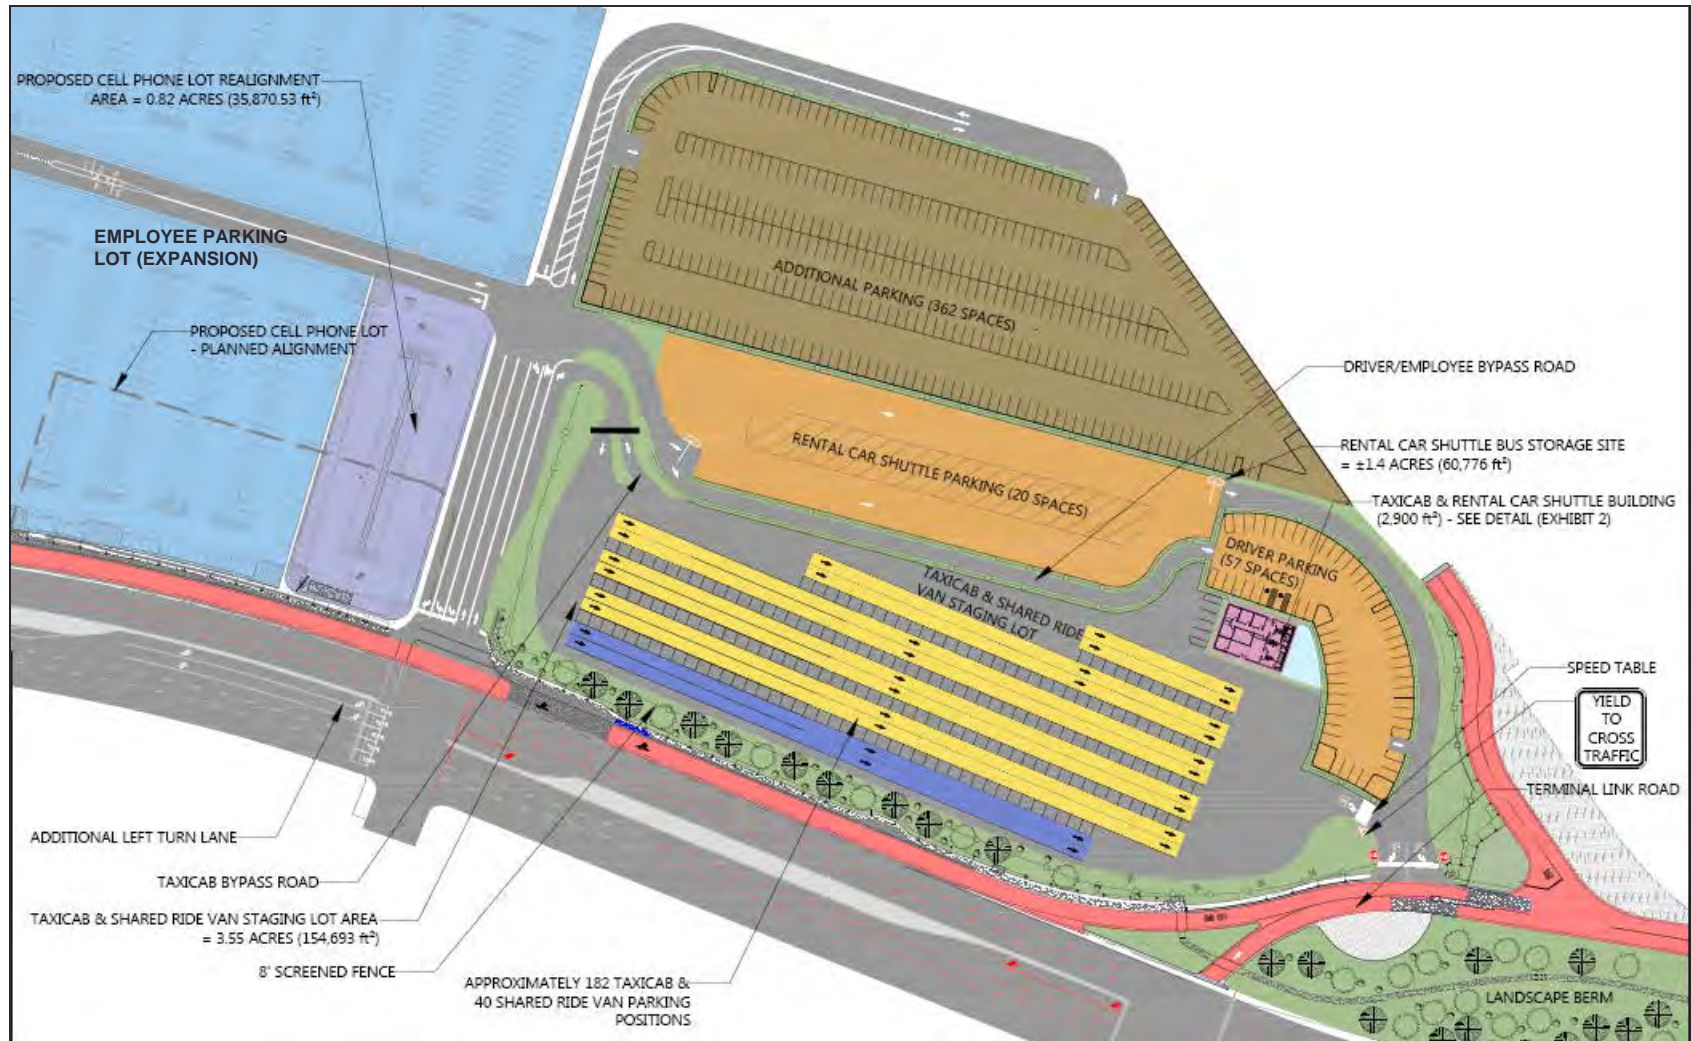 PROPOSED CELL PHONE LOT REALIGNMENT
AREA = 0.82 ACRES (35,870.53 ft²)
EMPLOYEE PARKING
LOT (EXPANSION)
PROPOSED CELL PHONE LOT
- PLANNED ALIGNMENT
ADDITIONAL PARKING (362 SPACES)
DRIVER/EMPLOYEE BYPASS ROAD
RENTAL CAR SHUTTLE PARKING (20 SPACES)
RENTAL CAR SHUTTLE BUS STORAGE SITE
= ±1.4 ACRES (60,776 ft²)
TAXICAB & RENTAL CAR SHUTTLE BUILDING
(2,900 ft²) - SEE DETAIL (EXHIBIT 2)
DRIVER PARKING
(57 SPACES)
TAXICAB & SHARED RIDE
VAN STAGING LOT
SPEED TABLE
YIELD
TO
CROSS
TRAFFIC
TERMINAL LINK ROAD
ADDITIONAL LEFT TURN LANE
TAXICAB BYPASS ROAD
TAXICAB & SHARED RIDE VAN STAGING LOT AREA
= 3.55 ACRES (154,693 ft²)
8' SCREENED FENCE
APPROXIMATELY 182 TAXICAB &
40 SHARED RIDE VAN PARKING
POSITIONS
LANDSCAPE BERM